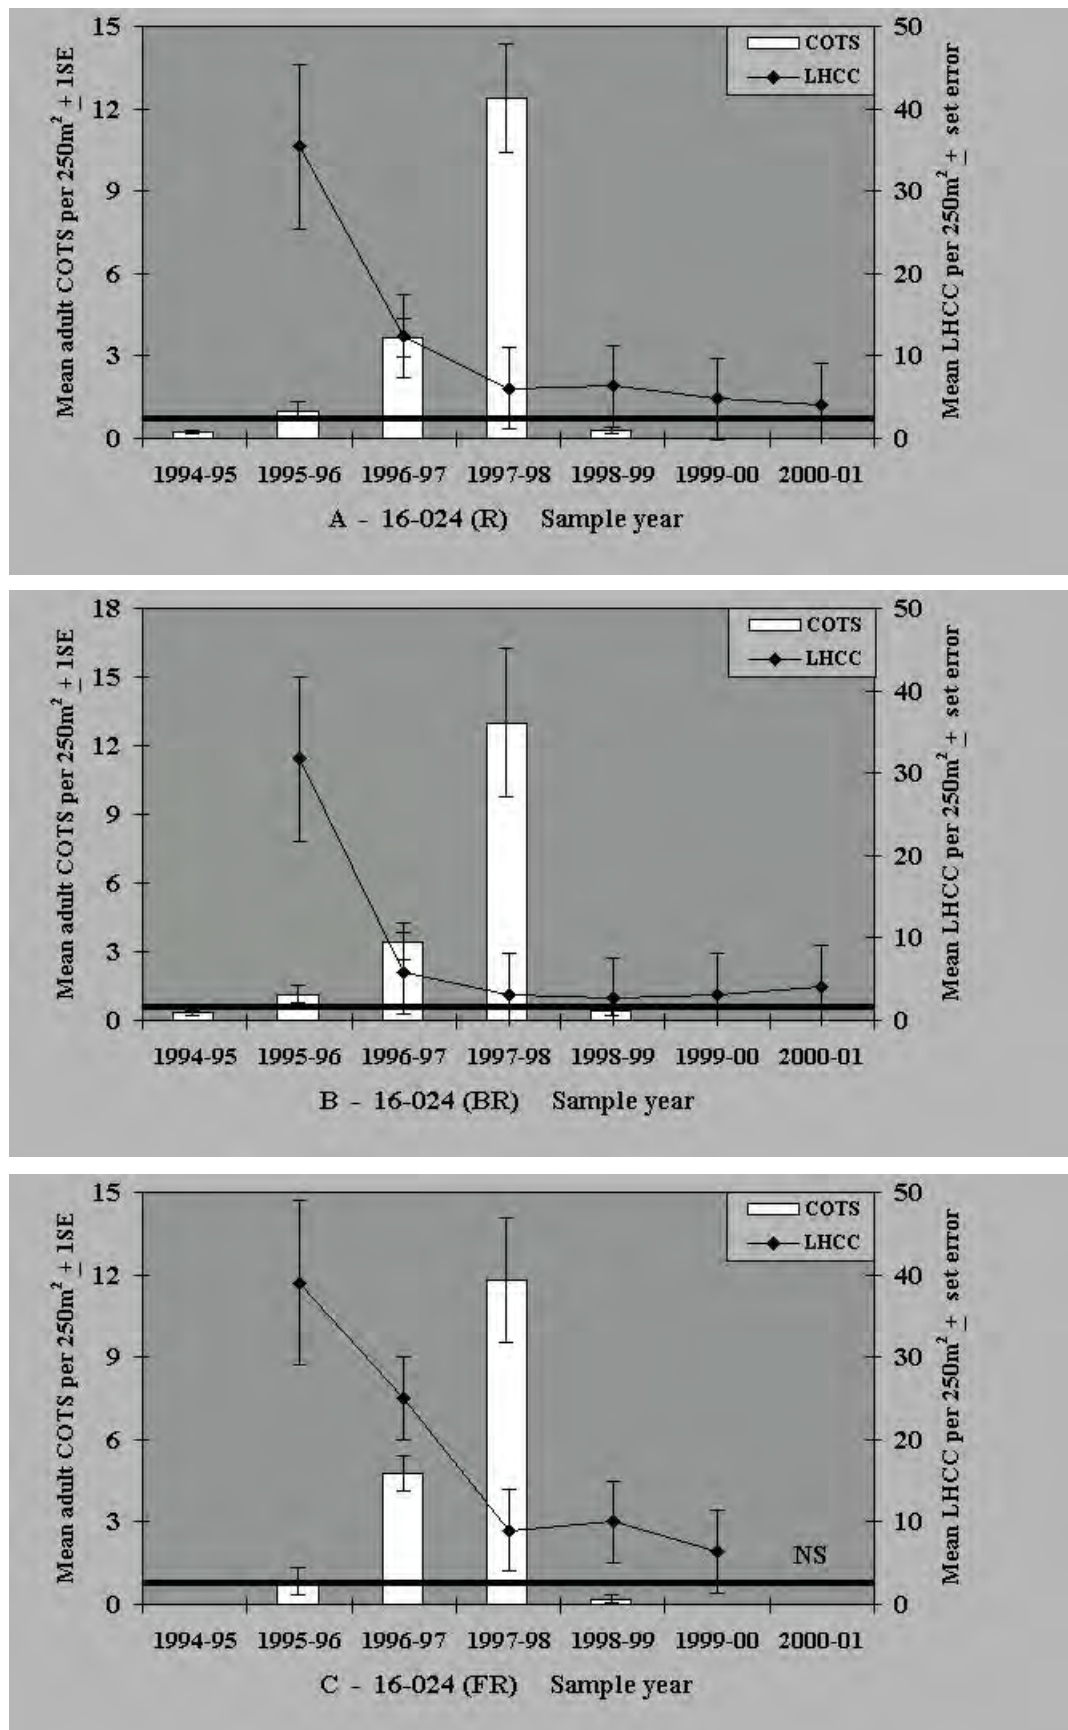 Mean adult COTS per 250m² ± 1SE
15
12
9
6
3
0
COTS
LHCC
50
40
30
20
10
0
Mean LHCC per 250m² ± set error
1994-95 1995-96 1996-97 1997-98 1998-99 1999-00 2000-01
A - 16-024 (R) Sample year
Mean adult COTS per 250m² ± 1SE
18
15
12
9
6
3
0
COTS
LHCC
50
40
30
20
10
0
Mean LHCC per 250m² ± set error
1994-95 1995-96 1996-97 1997-98 1998-99 1999-00 2000-01
B - 16-024 (BR) Sample year
Mean adult COTS per 250m² ± 1SE
15
12
9
6
3
0
COTS
LHCC
NS
50
40
30
20
10
0
Mean LHCC per 250m² ± set error
1994-95 1995-96 1996-97 1997-98 1998-99 1999-00 2000-01
C - 16-024 (FR) Sample year